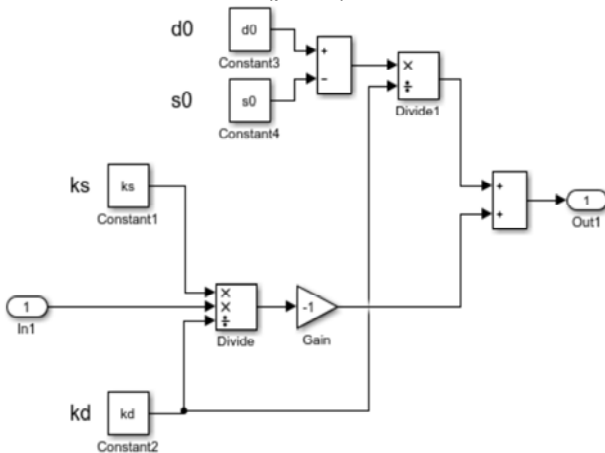 d0
d0
+
−
Constant3
×
÷
Divide1
s0
s0
Constant4
ks
ks
Constant1
+
+
1
Out1
1
In1
×
×
÷
Divide
-1
Gain
kd
kd
Constant2